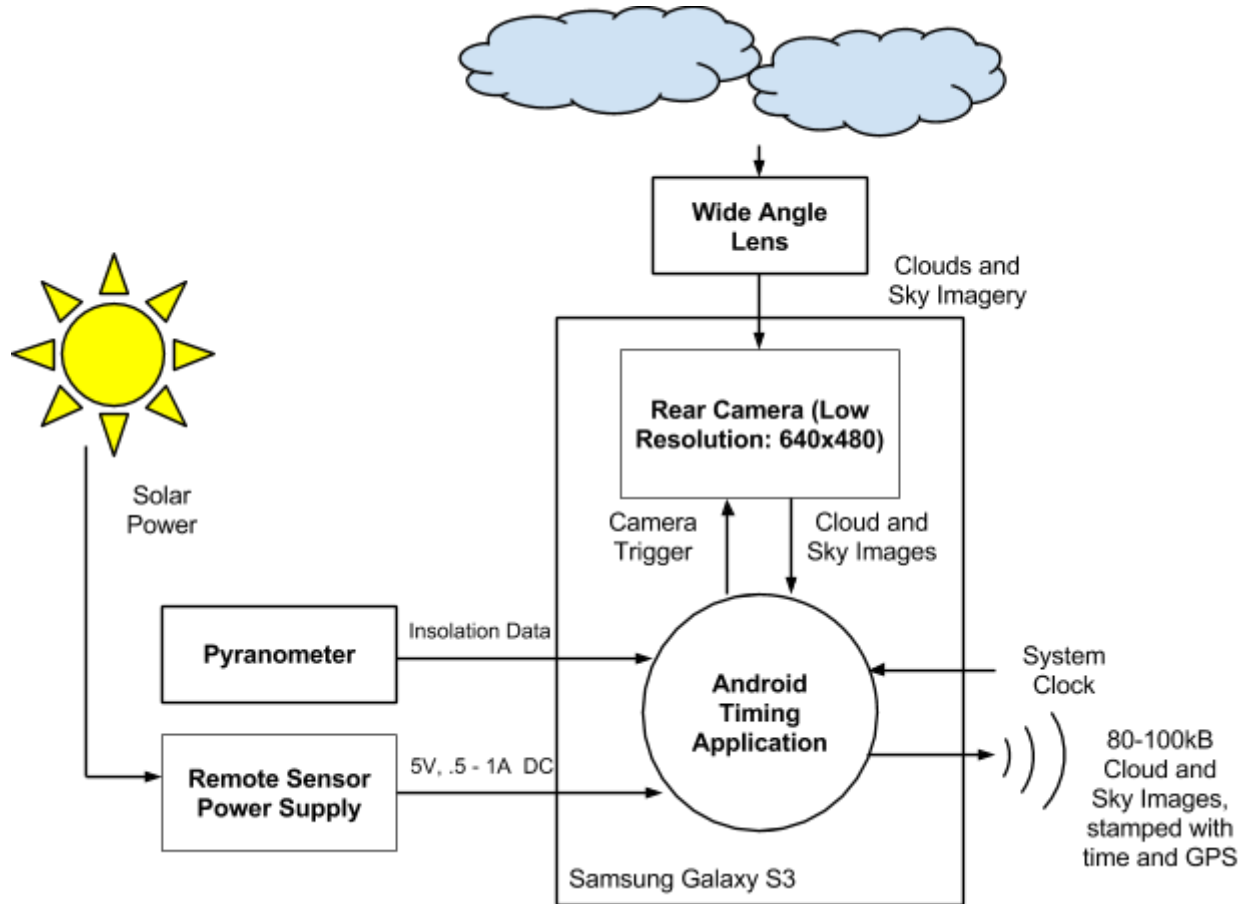 Wide Angle
Lens
Clouds and
Sky Imagery
Rear Camera (Low
Resolution: 640x480)
Solar
Power
Camera
Trigger
Cloud and
Sky Images
Pyranometer
Insolation Data
Android
Timing
Application
System
Clock
Remote Sensor
Power Supply
5V, .5 - 1A DC
80-100kB
Cloud and
Sky Images,
stamped with
time and GPS
Samsung Galaxy S3